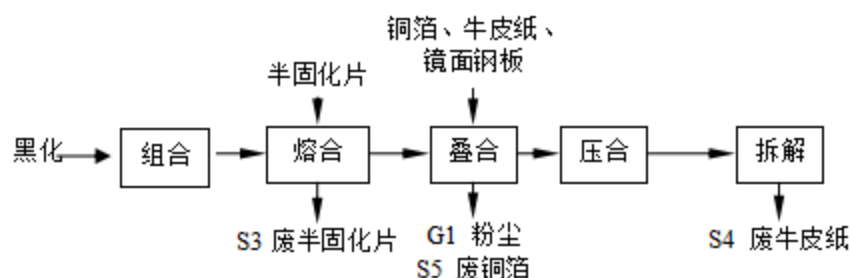 铜箔、牛皮纸、
镜面钢板
半固化片
黑化
组合
熔合
叠合
压合
拆解
S3 废半固化片
G1 粉尘
S5 废铜箔
S4 废牛皮纸